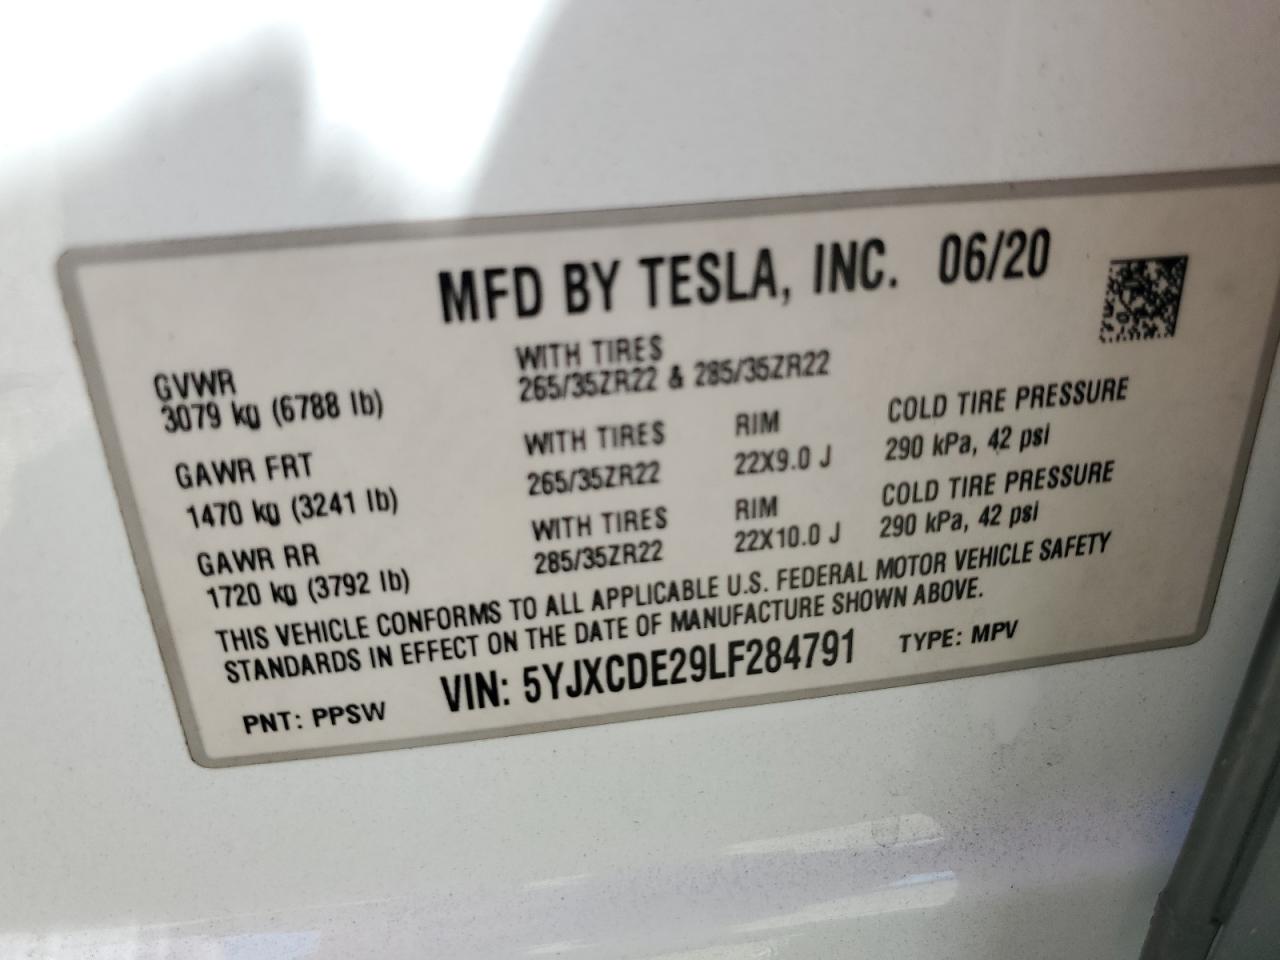 MFD BY TESLA, INC. 06/20
GVWR
3079 kg (6788 lb)
WITH TIRES
265/35ZR22 & 285/35ZR22
GAWR FRT
1470 kg (3241 lb)
WITH TIRES
265/35ZR22
RIM
22X9.0 J
COLD TIRE PRESSURE
290 kPa, 42 psi
GAWR RR
1720 kg (3792 lb)
WITH TIRES
285/35ZR22
RIM
22X10.0 J
COLD TIRE PRESSURE
290 kPa, 42 psi
THIS VEHICLE CONFORMS TO ALL APPLICABLE U.S. FEDERAL MOTOR VEHICLE SAFETY
STANDARDS IN EFFECT ON THE DATE OF MANUFACTURE SHOWN ABOVE.
PNT: PPSW
VIN: 5YJXCDE29LF284791
TYPE: MPV